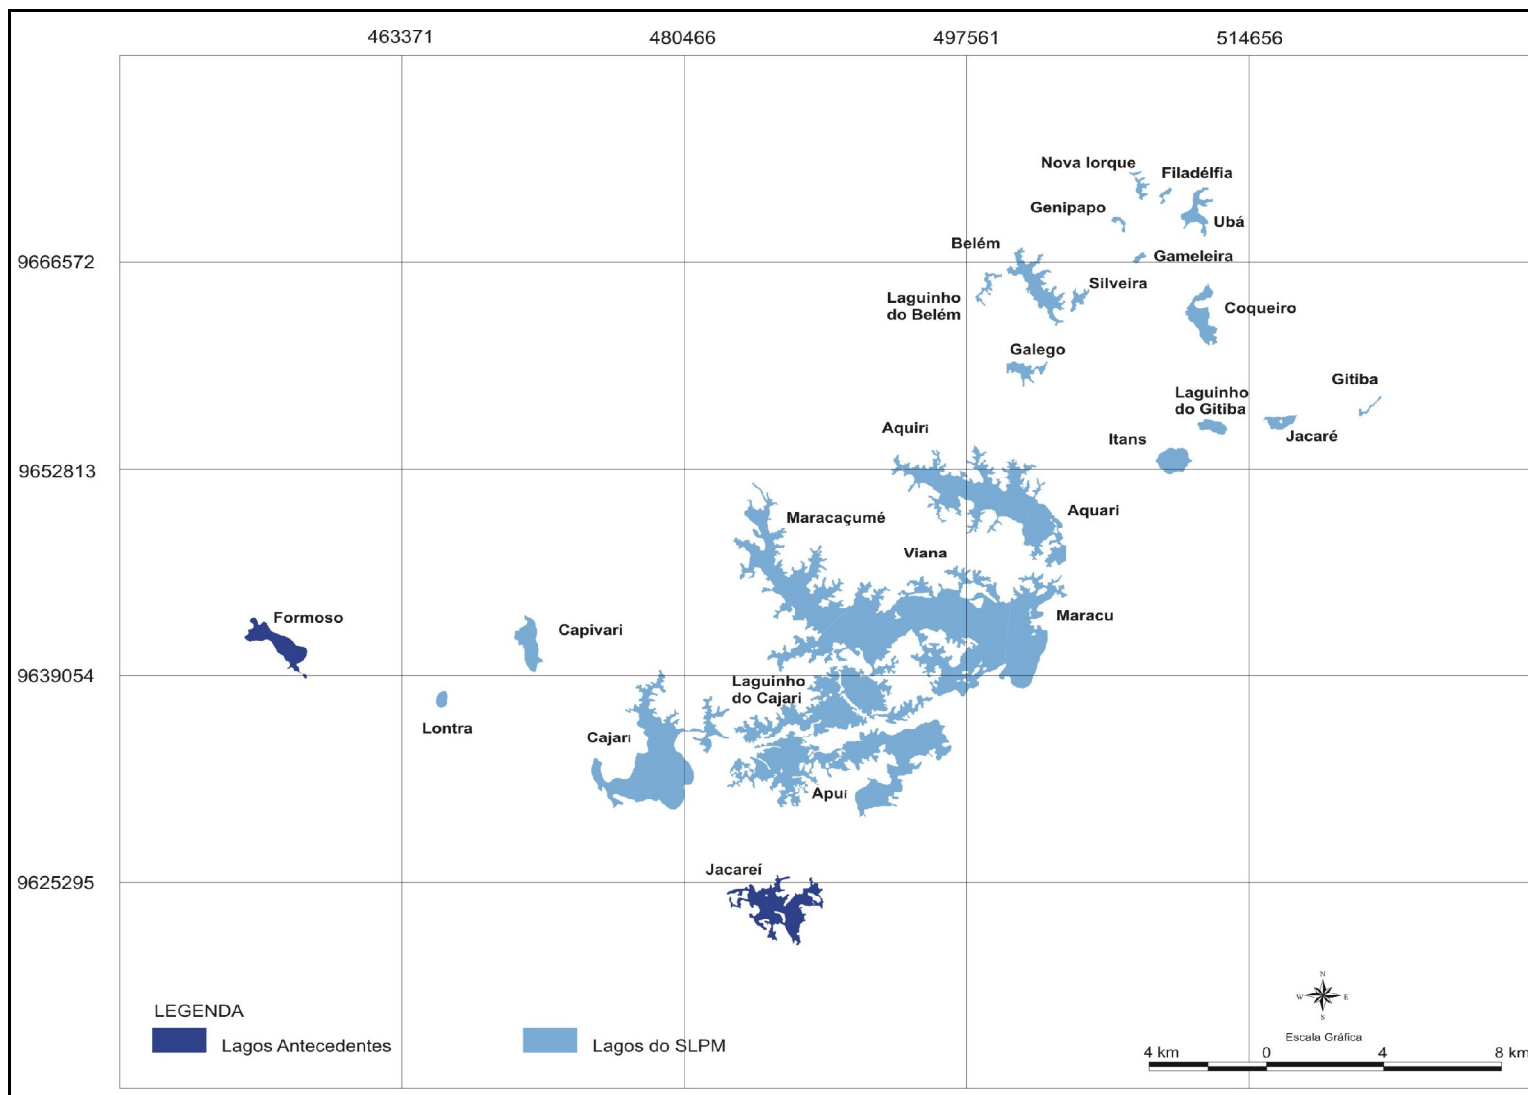 463371 480466 497561 514656
Nova Iorque
Filadélfia
Genipapo
Ubá
Belém
9666572
Gameleira
Silveira
Laguinho
do Belém
Coqueiro
Galego
Gitiba
Laguinho
do Gitiba
Aquirí
Itans
Jacaré
9652813
Aquari
Maracaçumé
Viana
Formoso
Maracu
Capivari
9639054
Laguinho
do Cajari
Lontra
Cajarí
Apuí
Jacareí
9625295
N
W E
S
LEGENDA
Escala Gráfica
Lagos Antecedentes
Lagos do SLPM
4 km 0 4 8 km